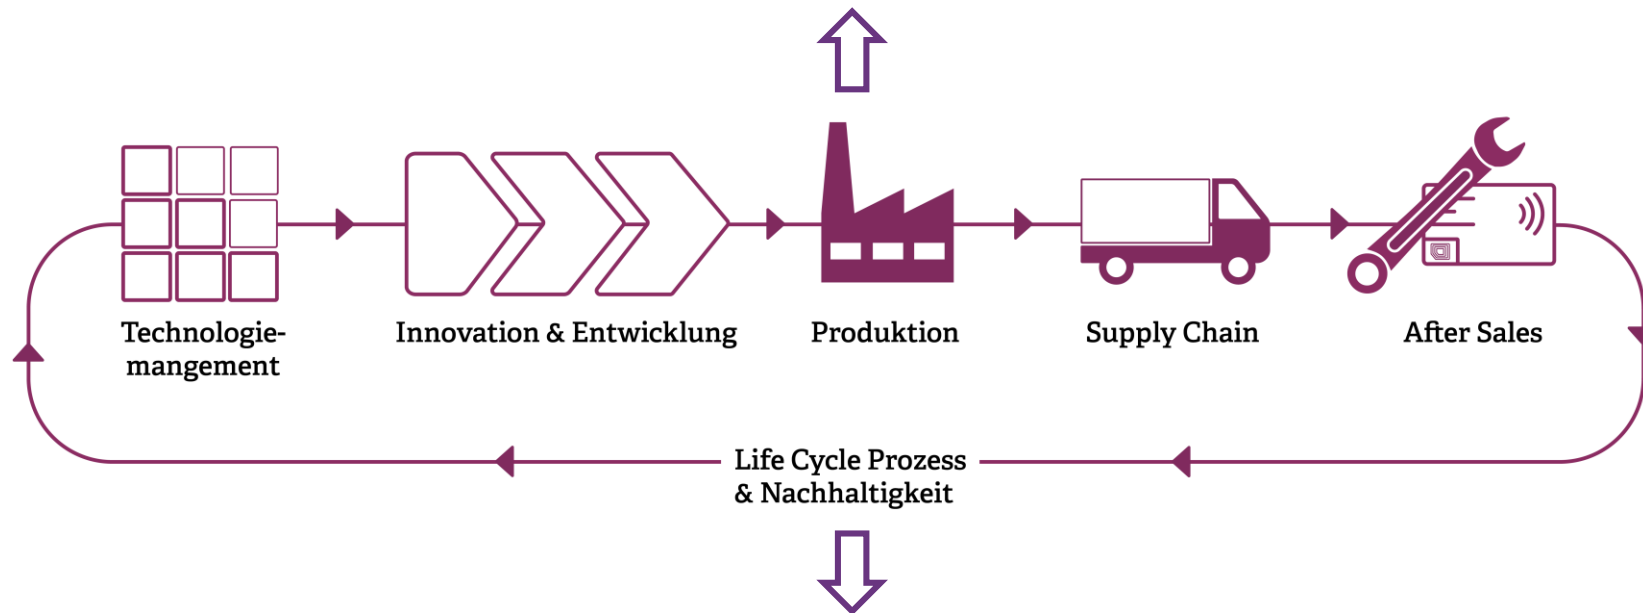 Technologie-
mangement
Innovation & Entwicklung
Produktion
Supply Chain
After Sales
Life Cycle Prozess
& Nachhaltigkeit